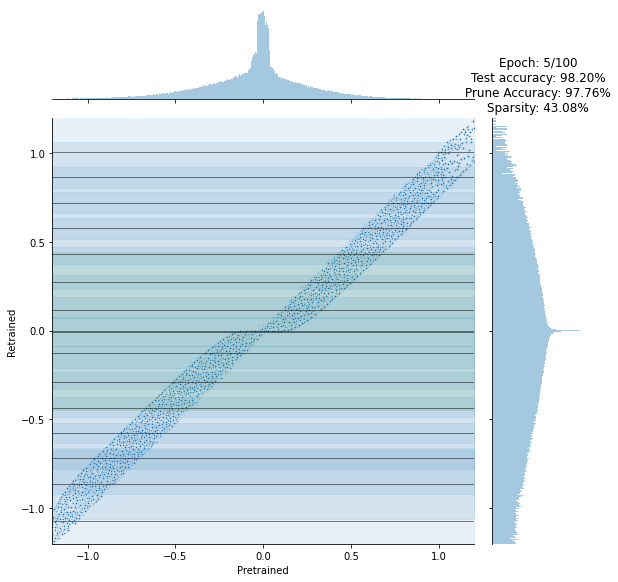 Epoch: 5/100
Test accuracy: 98.20%
Prune Accuracy: 97.76%
Sparsity: 43.08%
1.0
0.5
0.0
−0.5
−1.0
Retrained
−1.0 −0.5 0.0 0.5 1.0
Pretrained